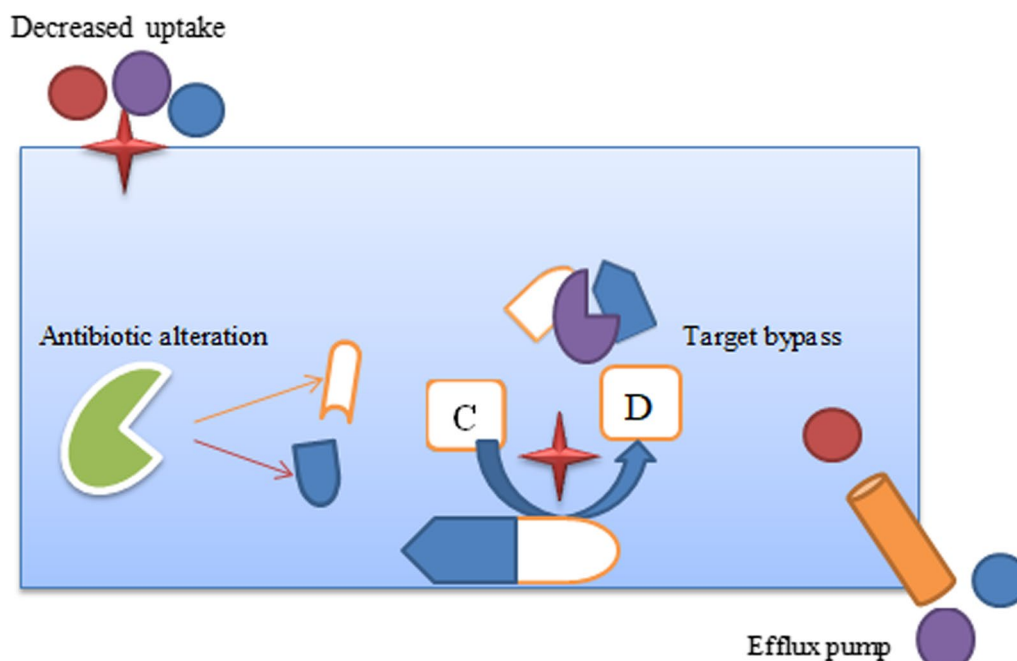 Decreased uptake
Antibiotic alteration
Target bypass
C
D
Efflux pump